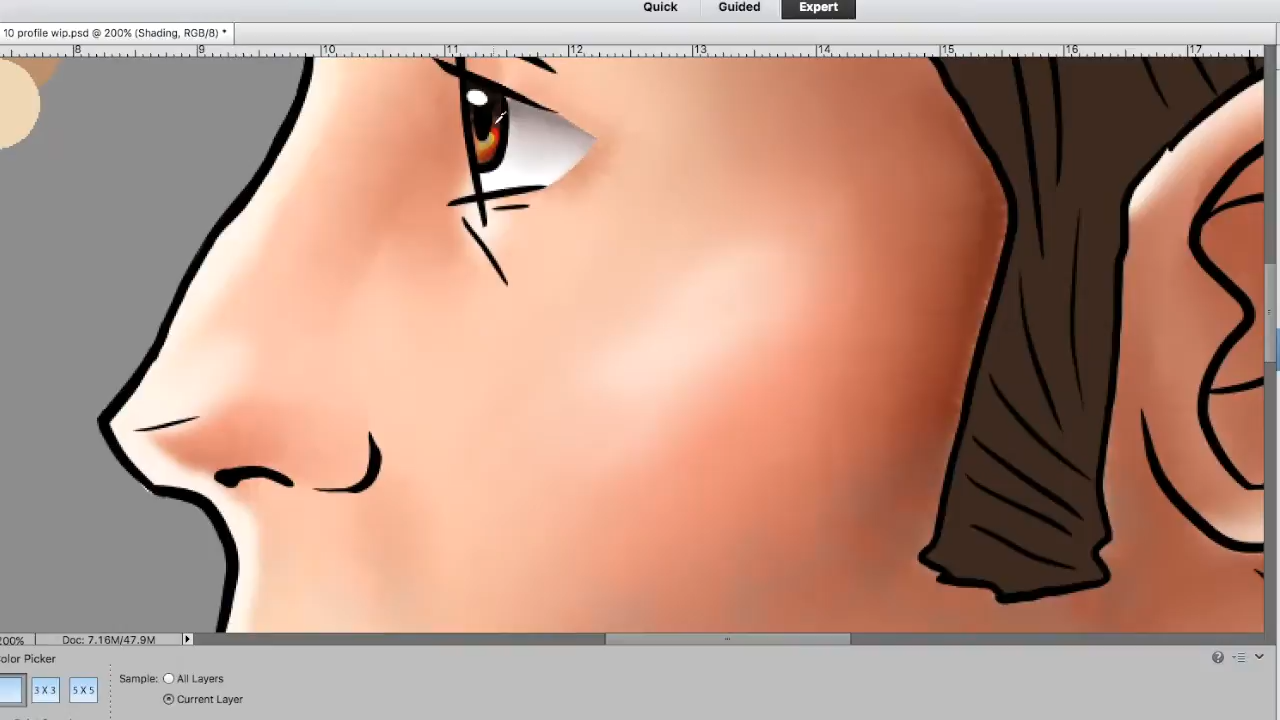 Quick Guided Expert
10 profile wip.psd @ 200% (Shading, RGB/8) *
8 9 10 11 12 13 14 15 16 17
200% Doc: 7.16M/47.9M
olor Picker
3 X 3 5 X 5 Sample: All Layers
Current Layer